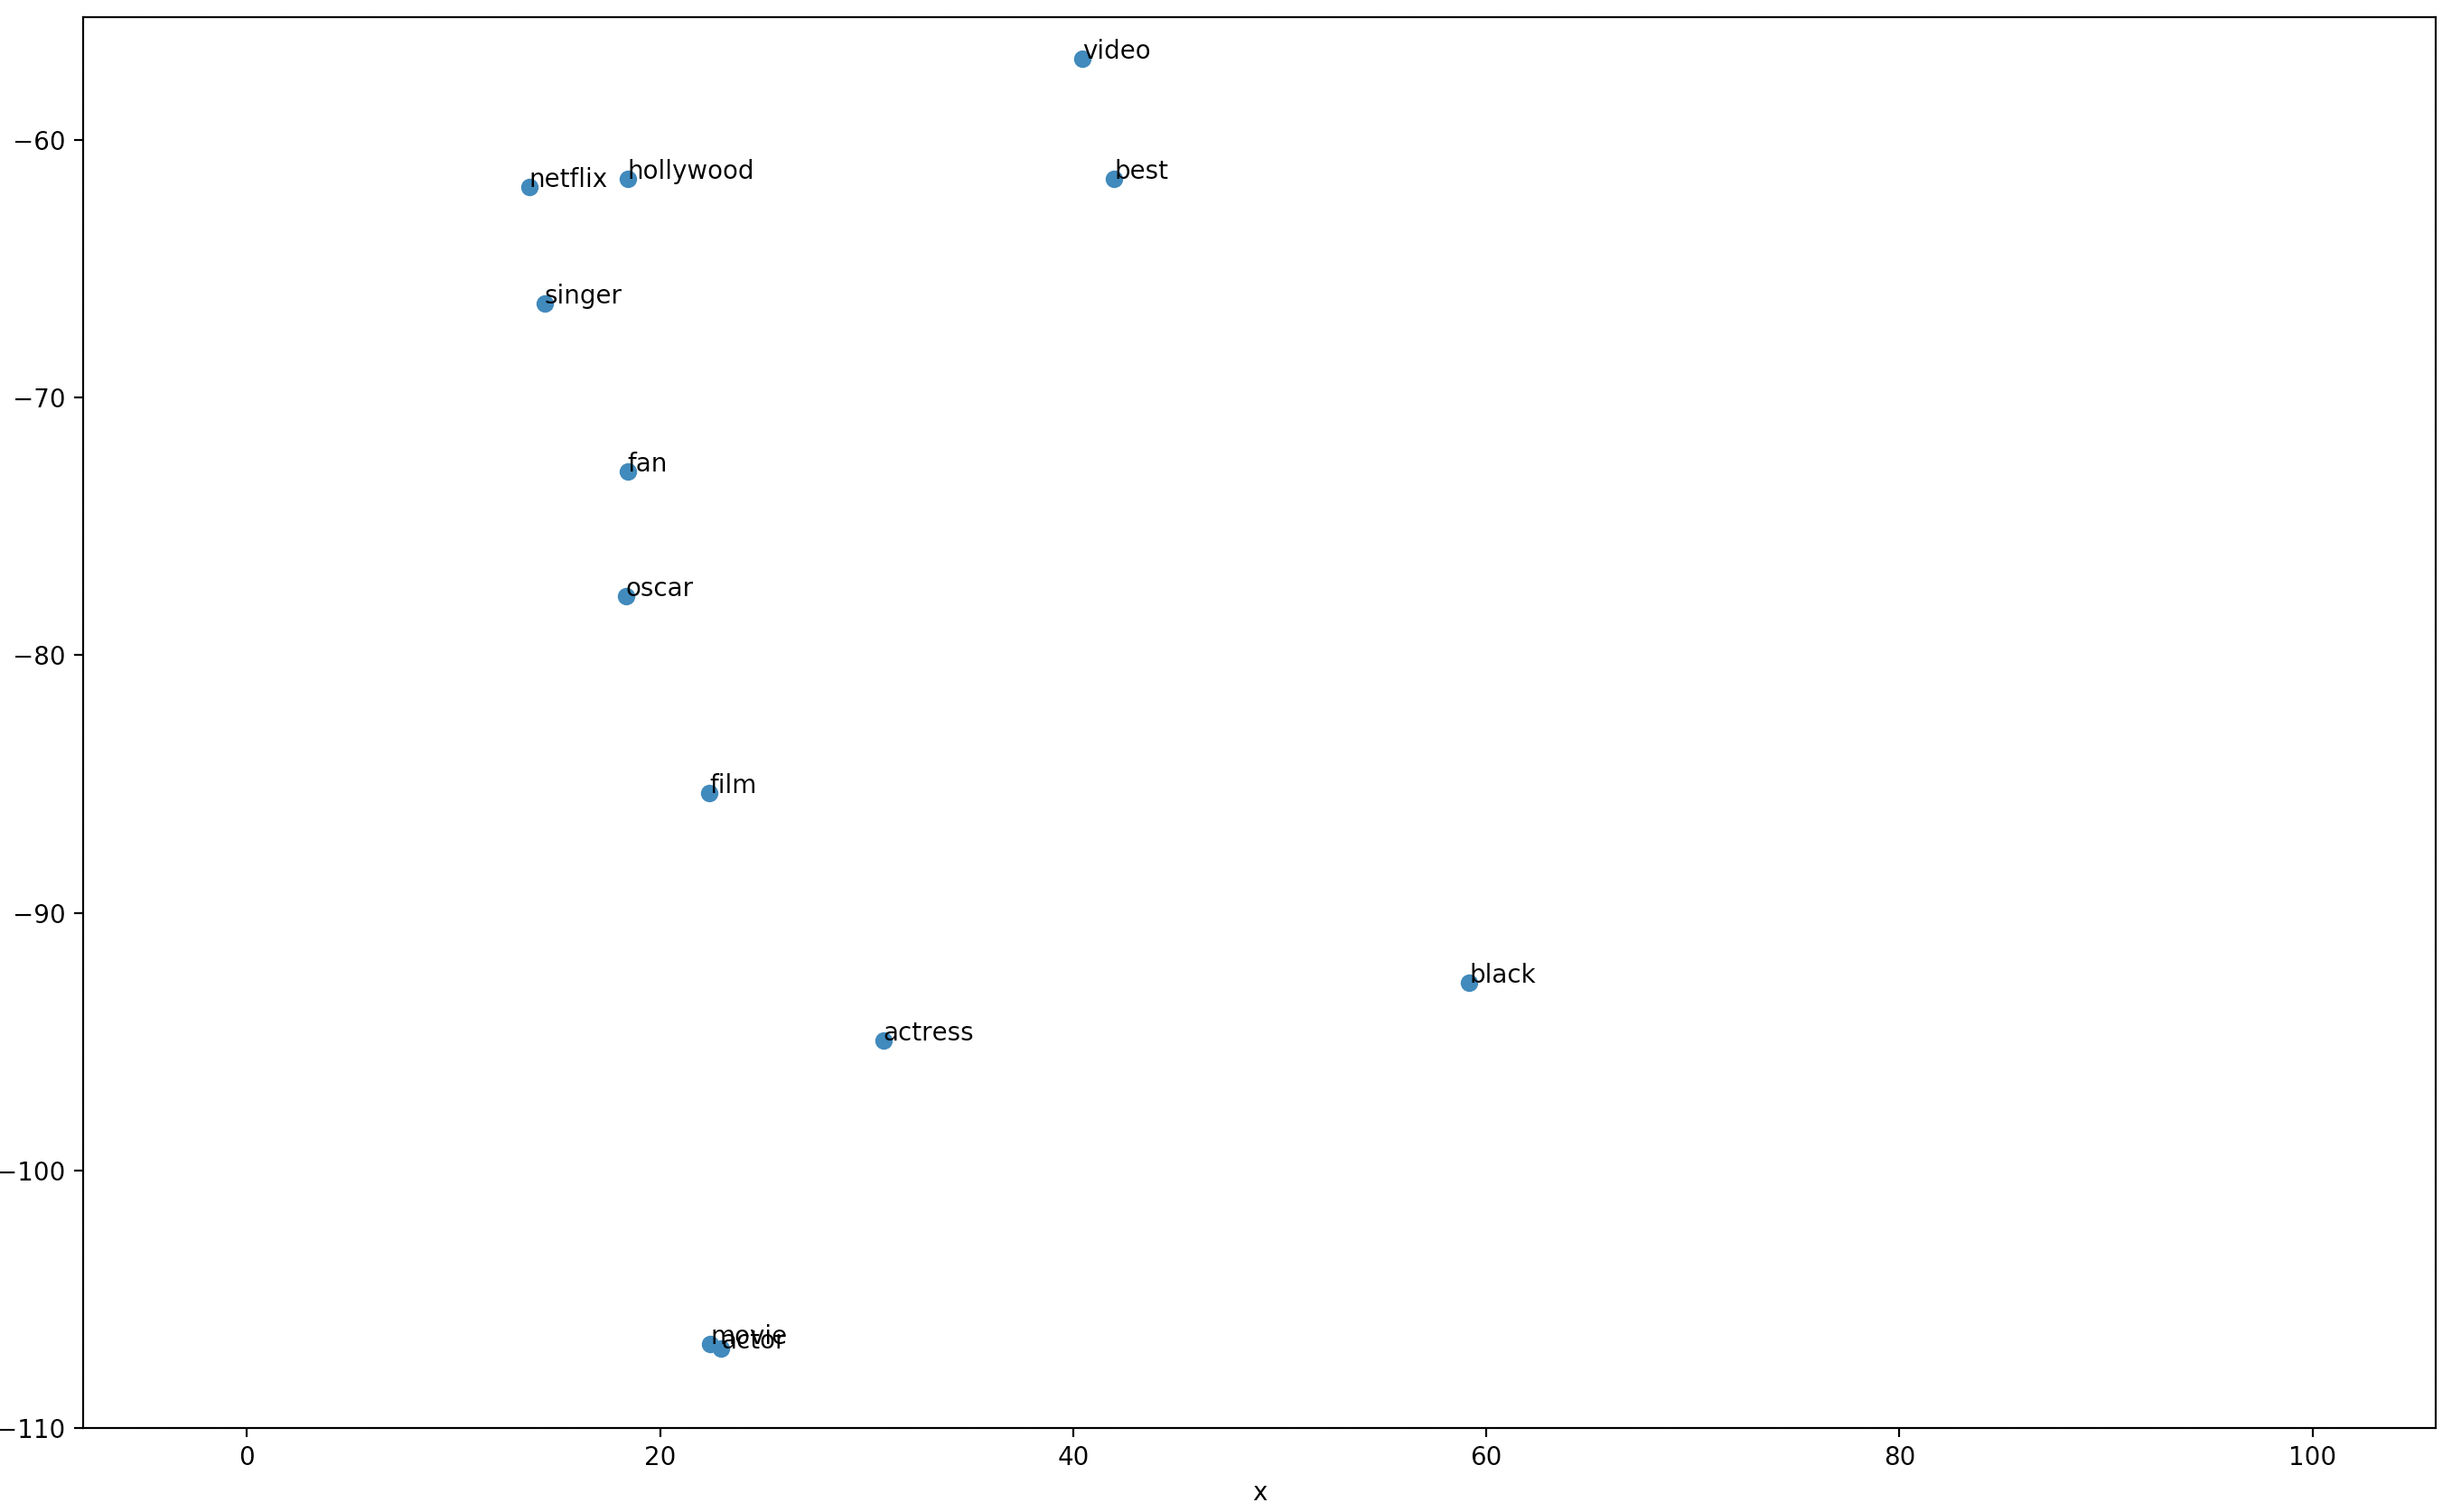 video
−60
netflix
hollywood
best
singer
−70
fan
oscar
−80
film
−90
black
actress
−100
movie
actor
−110
0
20
40
60
80
100
x